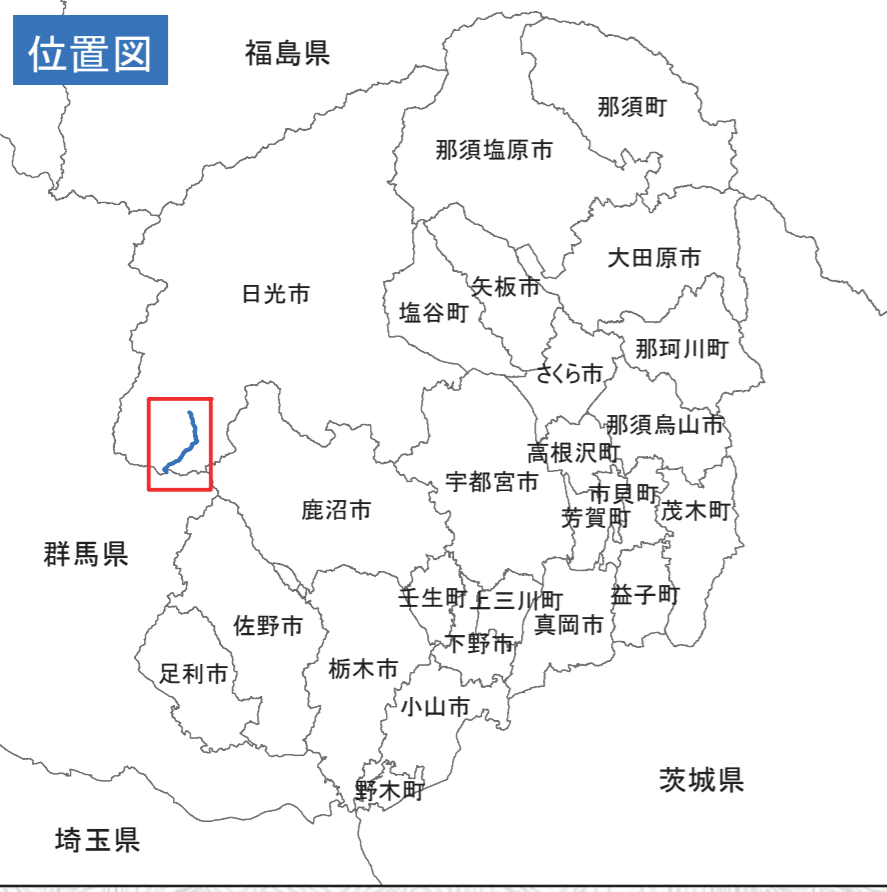 位置図
福島県
那須町
那須塩原市
大田原市
矢板市
日光市
塩谷町
那珂川町
さくら市
那須烏山市
高根沢町
宇都宮市
市貝町
鹿沼市
芳賀町
茂木町
群馬県
壬生町
上三川町
益子町
佐野市
真岡市
下野市
足利市
栃木市
小山市
茨城県
野木町
埼玉県